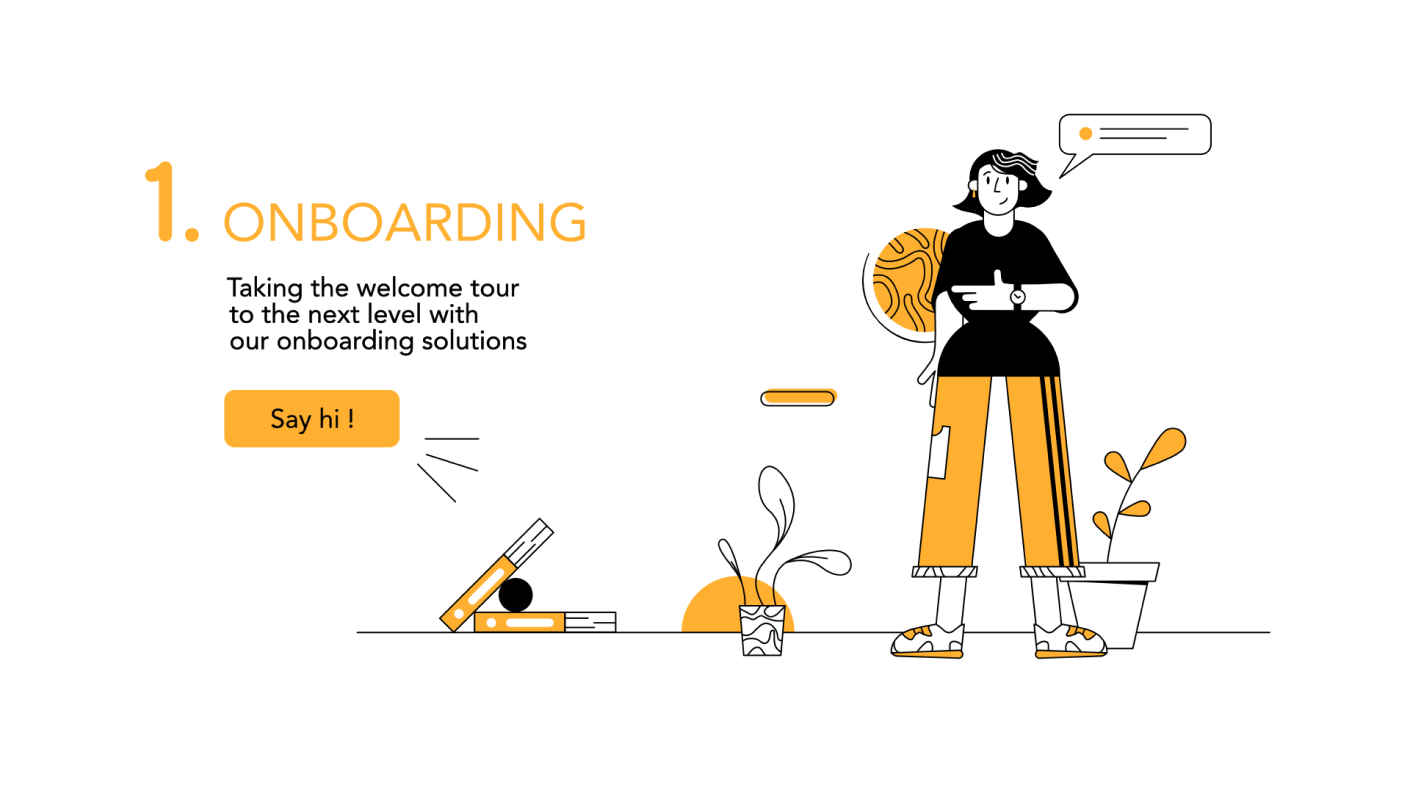 1. ONBOARDING
Taking the welcome tour
to the next level with
our onboarding solutions
Say hi !